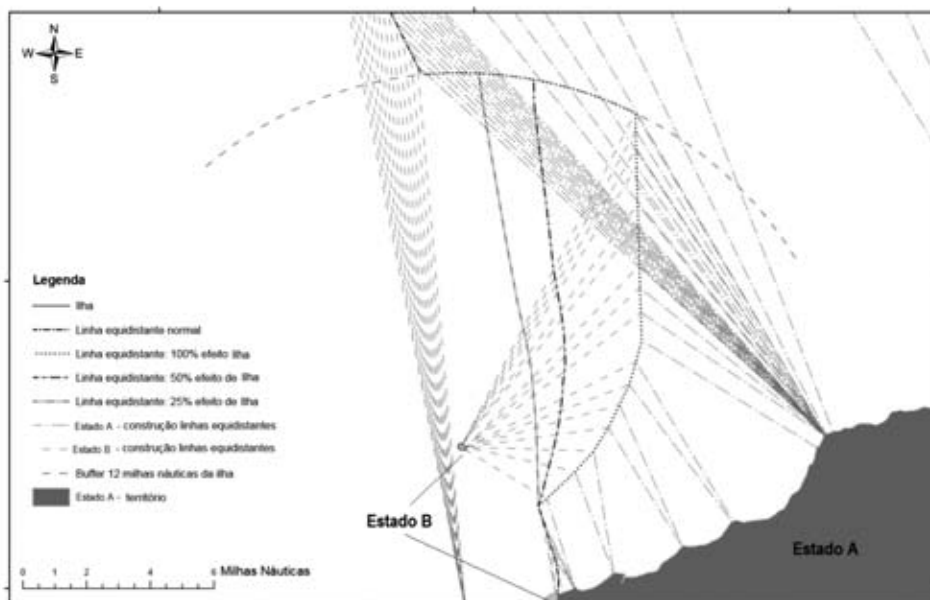 N
W E
S
Legenda
Ilha
Linha equidistante normal
Linha equidistante: 100% efeito ilha
Linha equidistante: 50% efeito de Ilha
Linha equidistante: 25% efeito de Ilha
Estado A - construção linhas equidistantes
Estado B - construção linhas equidistantes
Buffer 12 milhas náuticas da ilha
Estado A - território
0 1 2 4 6 Milhas Náuticas
Estado B
Estado A